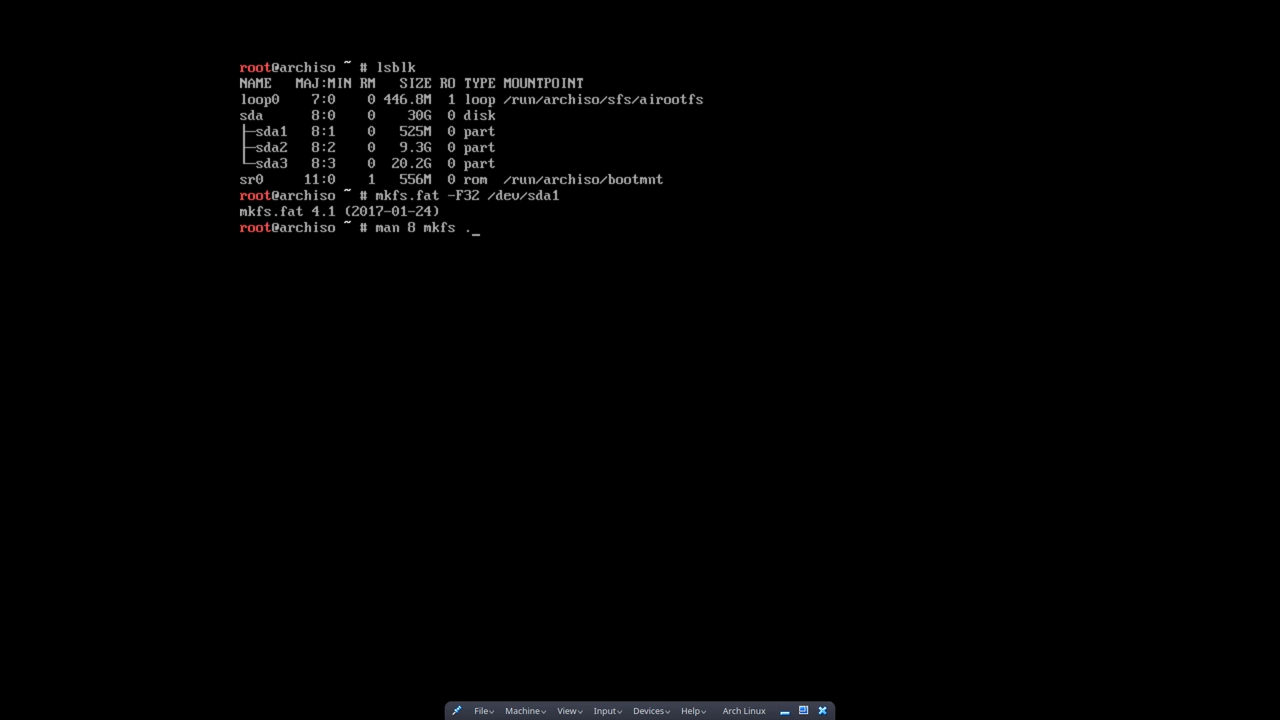 root@archiso ~ # lsblk
NAME   MAJ:MIN RM   SIZE RO TYPE MOUNTPOINT
loop0    7:0    0 446.8M  1 loop /run/archiso/sfs/airootfs
sda      8:0    0    30G  0 disk
├─sda1   8:1    0   525M  0 part
├─sda2   8:2    0   9.3G  0 part
└─sda3   8:3    0  20.2G  0 part
sr0     11:0    1   556M  0 rom  /run/archiso/bootmnt
root@archiso ~ # mkfs.fat -F32 /dev/sda1
mkfs.fat 4.1 (2017-01-24)
root@archiso ~ # man 8 mkfs ._
File Machine View Input Devices Help Arch Linux